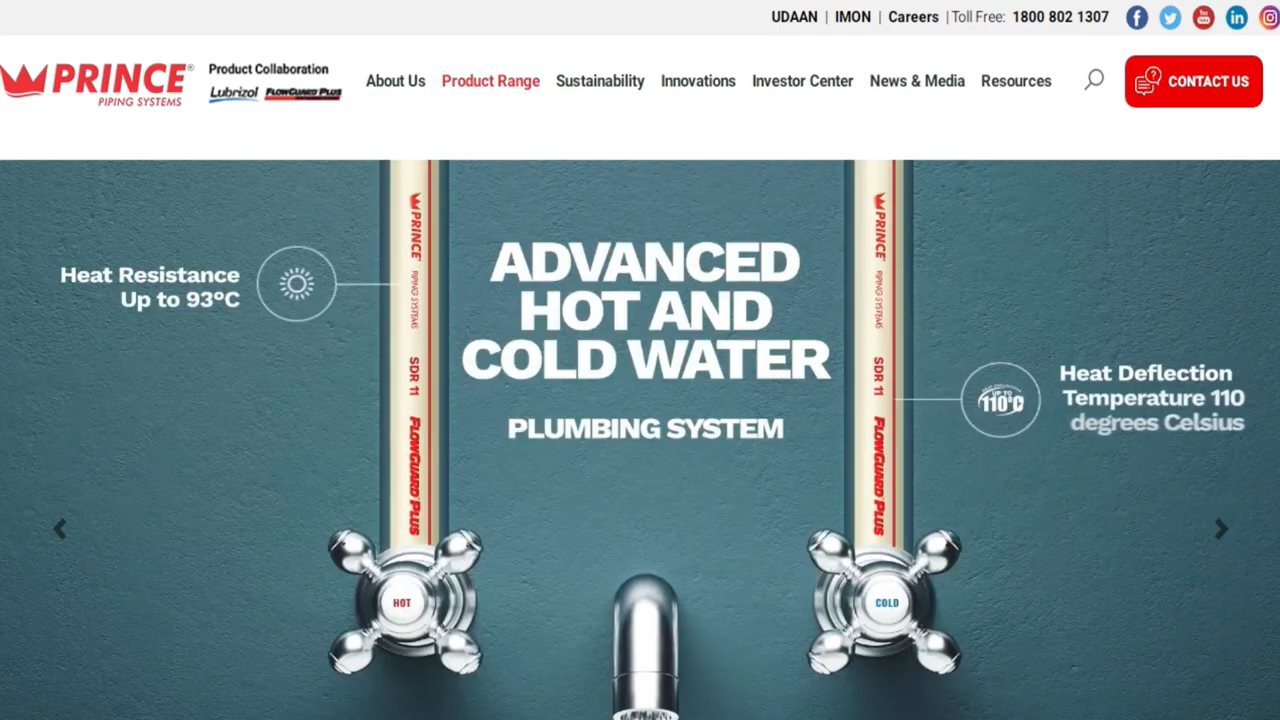 UDAAN | IMON | Careers | Toll Free: 1800 802 1307
PRINCE®
PIPING SYSTEMS
Product Collaboration
Lubrizol FLOWGUARD PLUS
About Us Product Range Sustainability Innovations Investor Center News & Media Resources
CONTACT US
Heat Resistance
Up to 93°C
PRINCE
PIPING SYSTEMS
SDR 11
FLOWGUARD PLUS
ADVANCED
HOT AND
COLD WATER
PLUMBING SYSTEM
PRINCE
PIPING SYSTEMS
SDR 11
FLOWGUARD PLUS
UP TO
110°C
Heat Deflection
Temperature 110
degrees Celsius
HOT
COLD